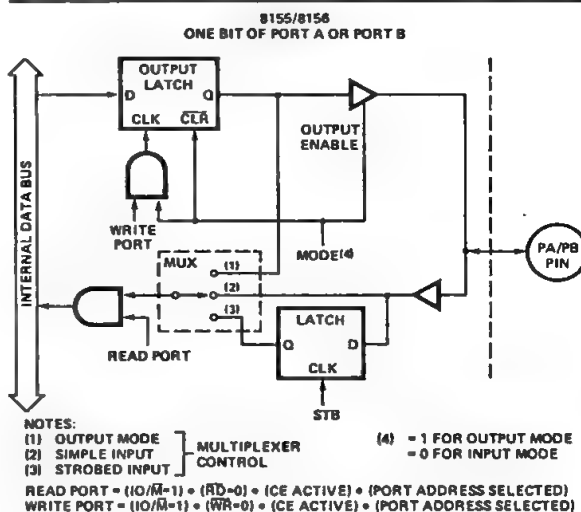 8155/8156
ONE BIT OF PORT A OR PORT B
OUTPUT
LATCH
D
Q
CLK
C̅L̅R̅
OUTPUT
ENABLE
INTERNAL DATA BUS
WRITE
PORT
MODE(4)
MUX
(1)
(2)
(3)
PA/PB
PIN
READ PORT
LATCH
Q
D
CLK
STB
NOTES:
(1) OUTPUT MODE
(2) SIMPLE INPUT
(3) STROBED INPUT
MULTIPLEXER
CONTROL
(4) = 1 FOR OUTPUT MODE
= 0 FOR INPUT MODE
READ PORT = (IO/M̅=1) • (R̅D̅=0) • (CE ACTIVE) • (PORT ADDRESS SELECTED)
WRITE PORT = (IO/M̅=1) • (W̅R̅=0) • (CE ACTIVE) • (PORT ADDRESS SELECTED)